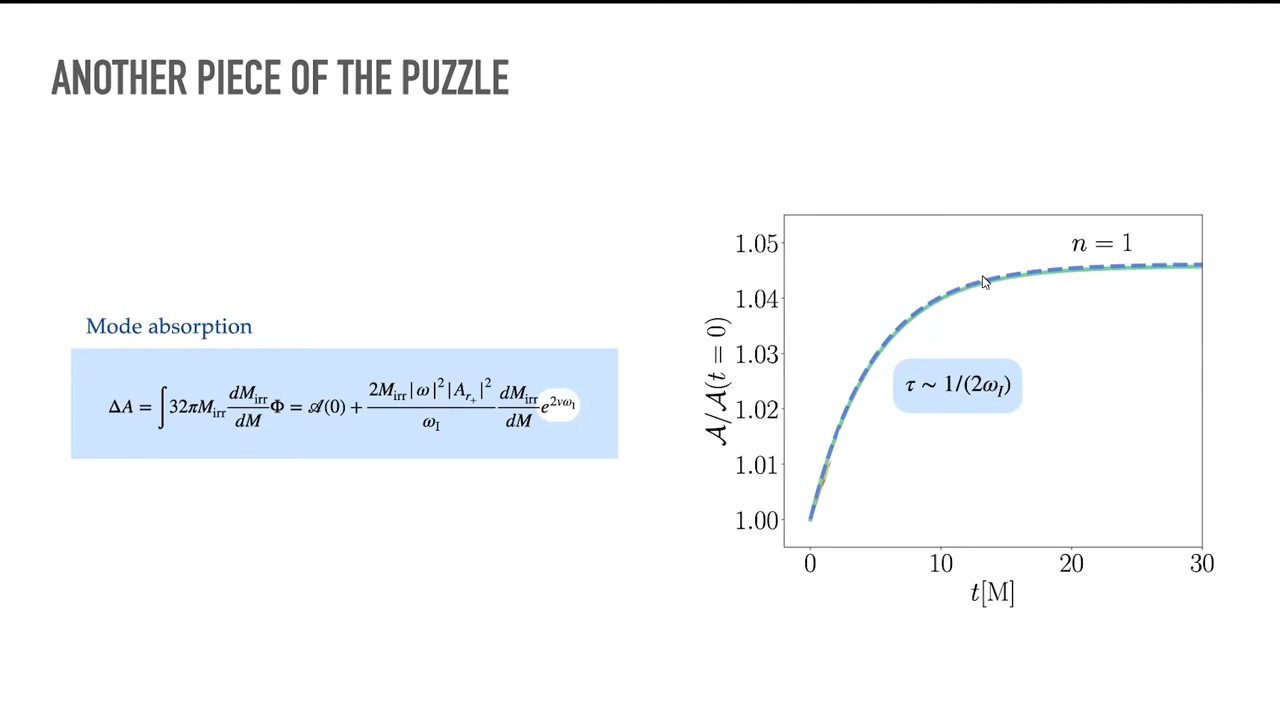 ANOTHER PIECE OF THE PUZZLE
Mode absorption
ΔA = ∫ 32πM_irr dM_irr/dM Φ = 𝒜(0) + 2M_irr|ω|²|A_r₊|²/ω_I dM_irr/dM e^{2vω_I}
𝒜/𝒜(t = 0)
1.05
1.04
1.03
1.02
1.01
1.00
n = 1
τ ∼ 1/(2ω_I)
0 10 20 30
t[M]